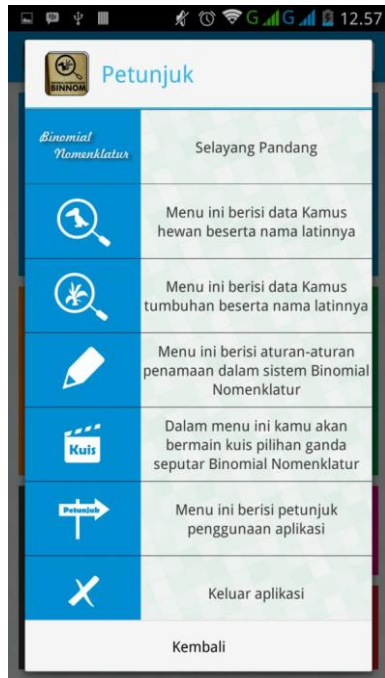 G G 12.57
BINNOM
Petunjuk
Binomial
Nomenklatur
Selayang Pandang
Menu ini berisi data Kamus
hewan beserta nama latinnya
Menu ini berisi data Kamus
tumbuhan beserta nama latinnya
Menu ini berisi aturan-aturan
penamaan dalam sistem Binomial
Nomenklatur
Kuis
Dalam menu ini kamu akan
bermain kuis pilihan ganda
seputar Binomial Nomenklatur
Petunjuk
Menu ini berisi petunjuk
penggunaan aplikasi
Keluar aplikasi
Kembali